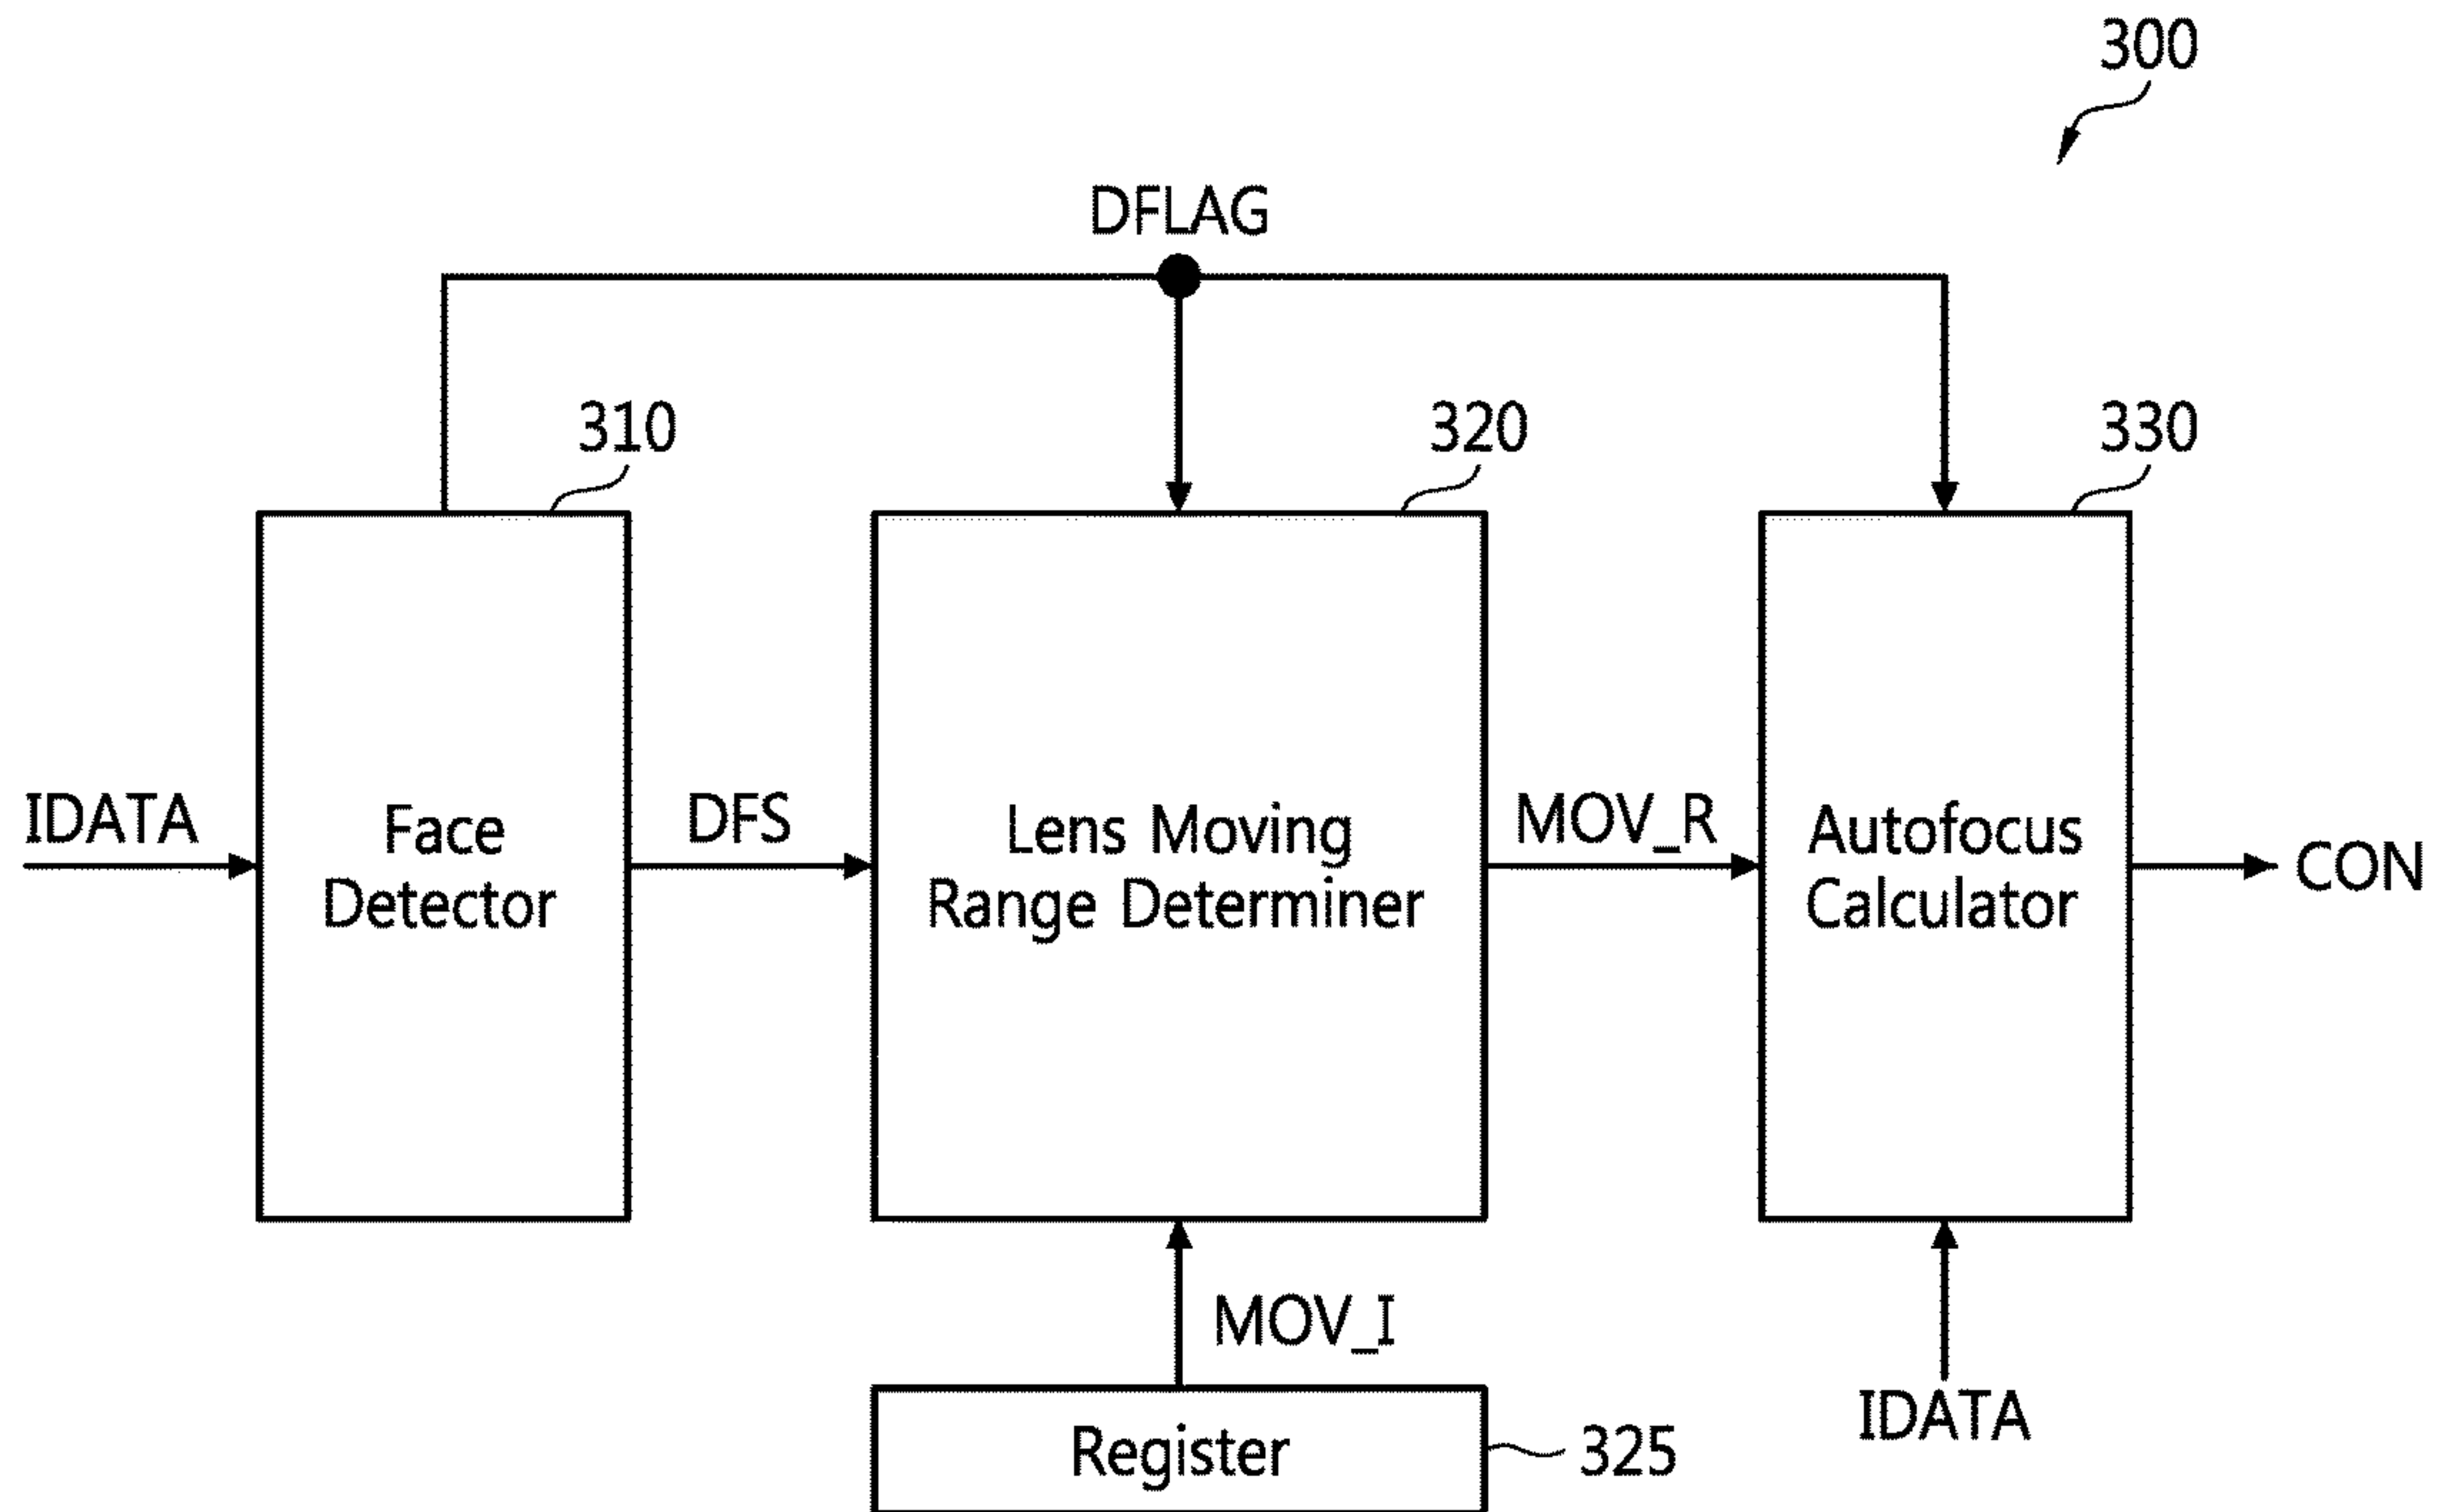 300
DFLAG
310
320
330
IDATA
Face
Detector
DFS
Lens Moving
Range Determiner
MOV_R
Autofocus
Calculator
CON
MOV_I
IDATA
Register
325